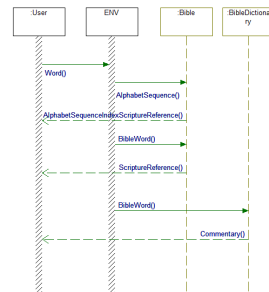 :User
ENV
:Bible
:BibleDictiona
ry
Word()
AlphabetSequence()
AlphabetSequenceIndexScriptureReference()
BibleWord()
ScriptureReference()
BibleWord()
Commentary()